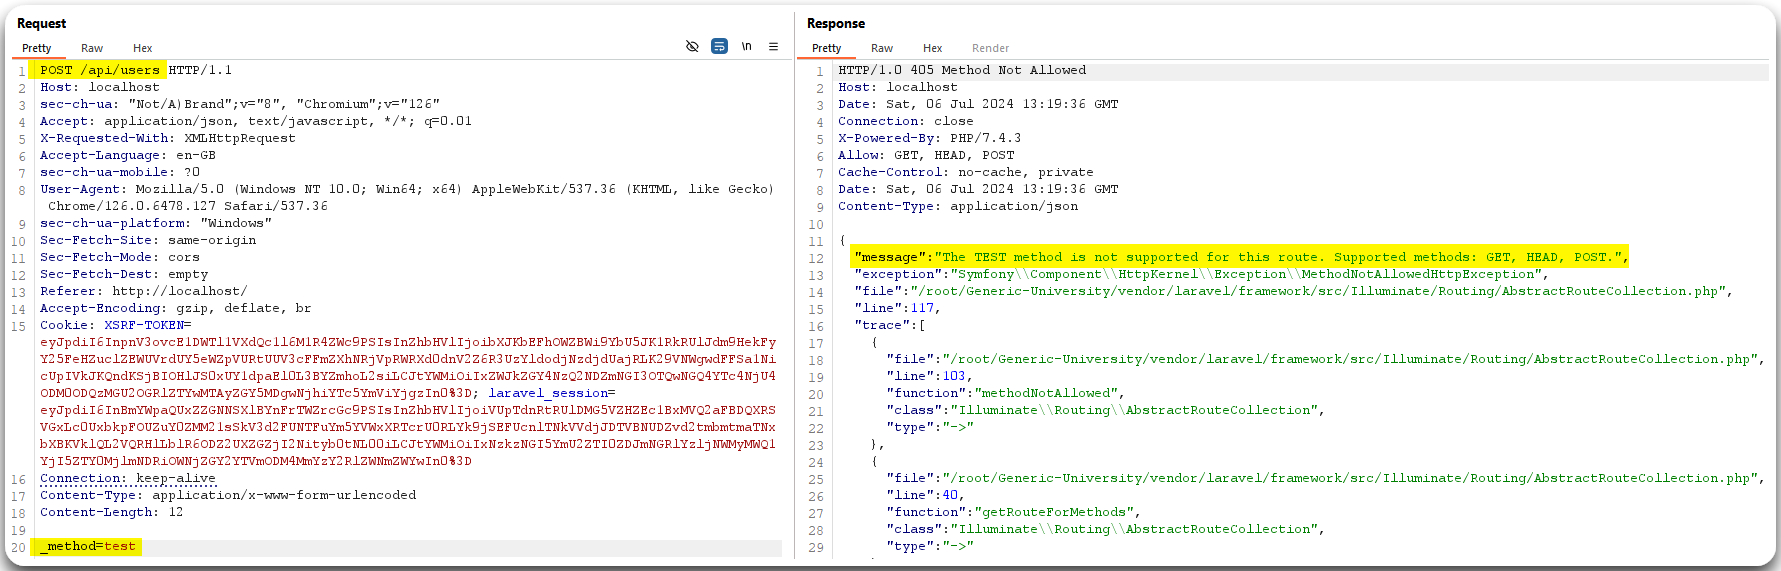 Request
Pretty Raw Hex
\n
1 POST /api/users HTTP/1.1
2 Host: localhost
3 sec-ch-ua: "Not/A)Brand";v="8", "Chromium";v="126"
4 Accept: application/json, text/javascript, */*; q=0.01
5 X-Requested-With: XMLHttpRequest
6 Accept-Language: en-GB
7 sec-ch-ua-mobile: ?0
8 User-Agent: Mozilla/5.0 (Windows NT 10.0; Win64; x64) AppleWebKit/537.36 (KHTML, like Gecko)
Chrome/126.0.6478.127 Safari/537.36
9 sec-ch-ua-platform: "Windows"
10 Sec-Fetch-Site: same-origin
11 Sec-Fetch-Mode: cors
12 Sec-Fetch-Dest: empty
13 Referer: http://localhost/
14 Accept-Encoding: gzip, deflate, br
15 Cookie: XSRF-TOKEN=
laravel_session=
16 Connection: keep-alive
17 Content-Type: application/x-www-form-urlencoded
18 Content-Length: 12
19
20 _method=test
Response
Pretty Raw Hex Render
1 HTTP/1.0 405 Method Not Allowed
2 Host: localhost
3 Date: Sat, 06 Jul 2024 13:19:36 GMT
4 Connection: close
5 X-Powered-By: PHP/7.4.3
6 Allow: GET, HEAD, POST
7 Cache-Control: no-cache, private
8 Date: Sat, 06 Jul 2024 13:19:36 GMT
9 Content-Type: application/json
10
11 {
12 "message":"The TEST method is not supported for this route. Supported methods: GET, HEAD, POST.",
13 "exception":"Symfony\\Component\\HttpKernel\\Exception\\MethodNotAllowedHttpException",
14 "file":"/root/Generic-University/vendor/laravel/framework/src/Illuminate/Routing/AbstractRouteCollection.php",
15 "line":117,
16 "trace":[
17 {
18 "file":"/root/Generic-University/vendor/laravel/framework/src/Illuminate/Routing/AbstractRouteCollection.php",
19 "line":103,
20 "function":"methodNotAllowed",
21 "class":"Illuminate\\Routing\\AbstractRouteCollection",
22 "type":"->"
23 },
24 {
25 "file":"/root/Generic-University/vendor/laravel/framework/src/Illuminate/Routing/AbstractRouteCollection.php",
26 "line":40,
27 "function":"getRouteForMethods",
28 "class":"Illuminate\\Routing\\AbstractRouteCollection",
29 "type":"->"